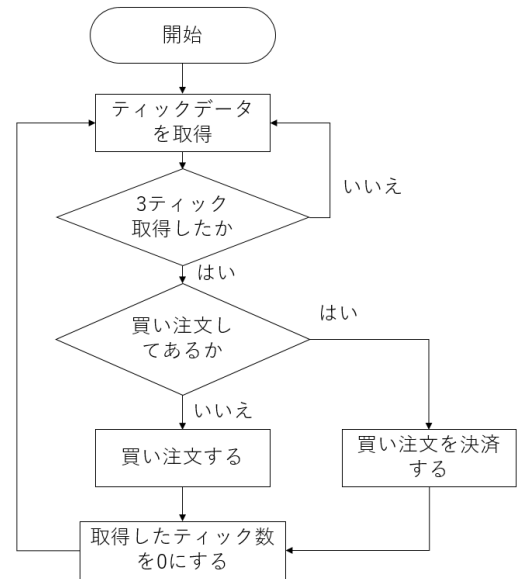 開始
ティックデータ
を取得
いいえ
3ティック
取得したか
はい
買い注文し
てあるか
はい
いいえ
買い注文する
買い注文を決済
する
取得したティック数
を0にする